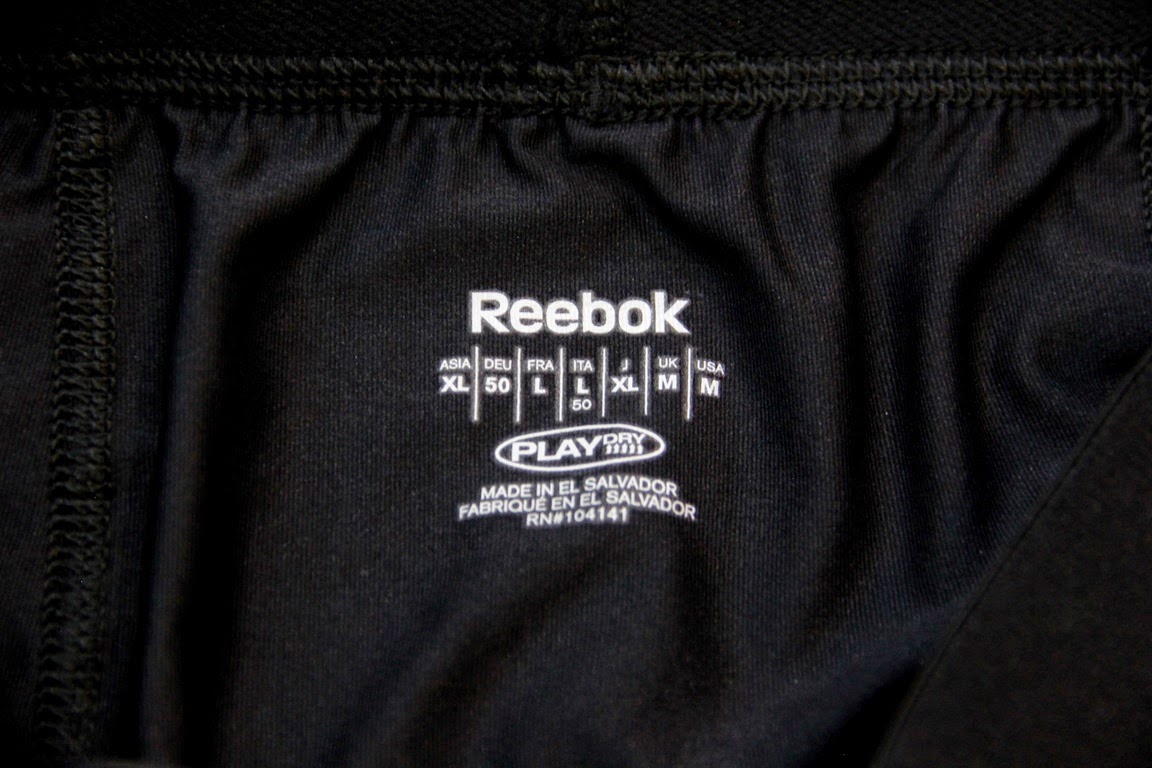 Reebok
ASIA DEU FRA ITA J UK USA
XL 50 L L XL M M
50
PLAYDRY
MADE IN EL SALVADOR
FABRIQUÉ EN EL SALVADOR
RN#104141